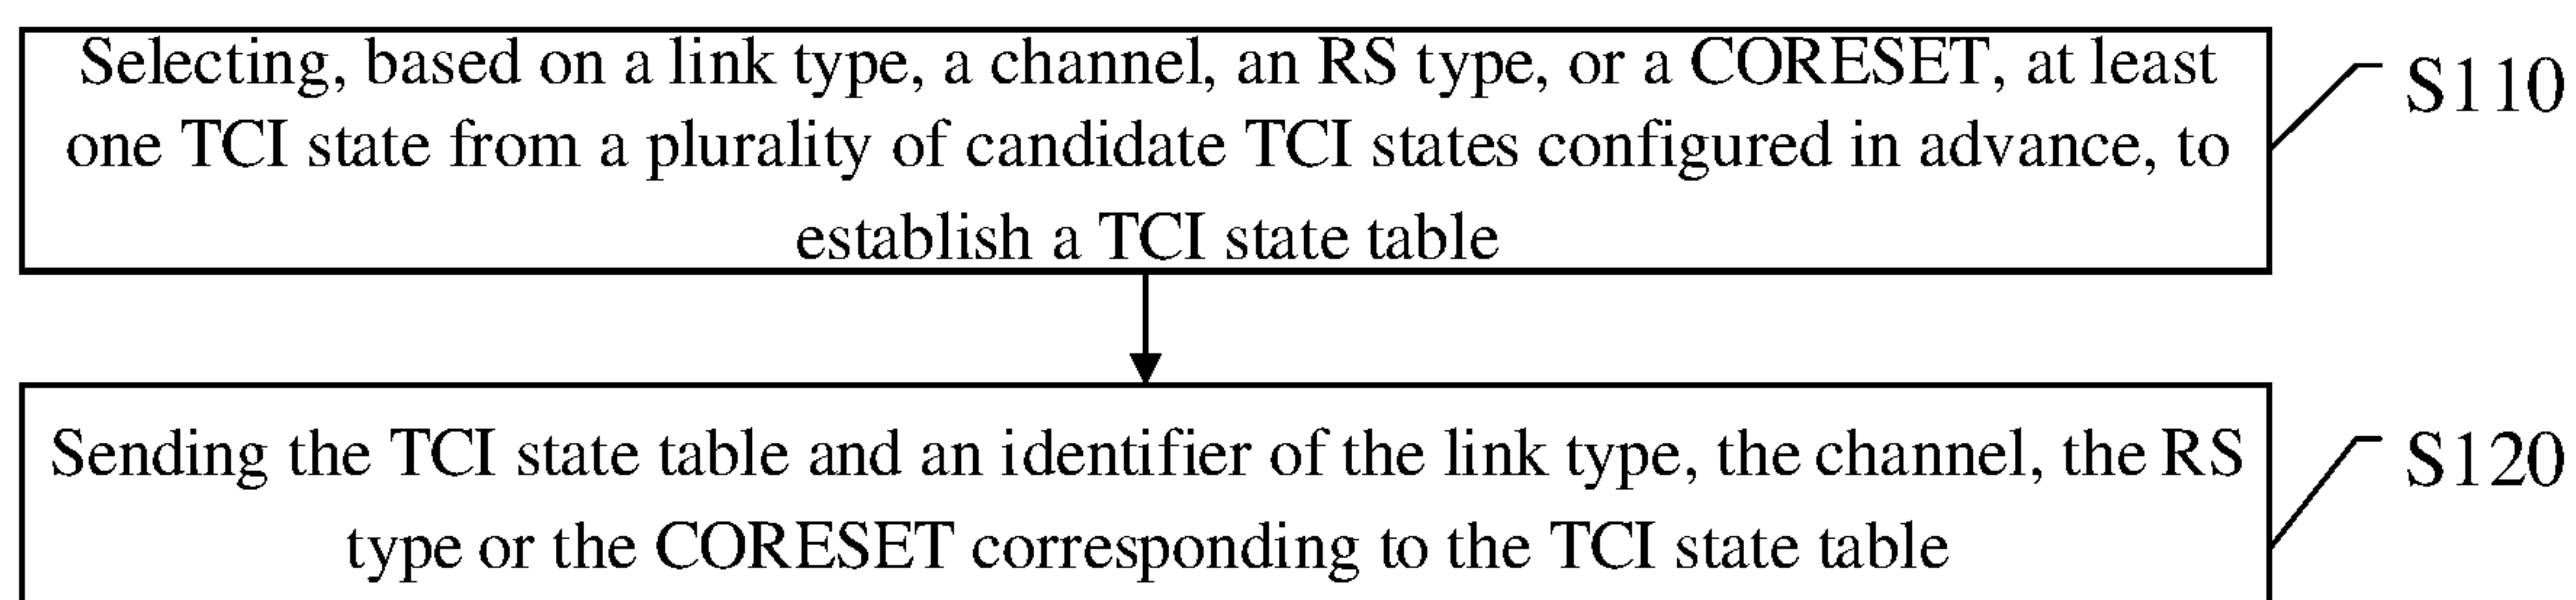 Selecting, based on a link type, a channel, an RS type, or a CORESET, at least
one TCI state from a plurality of candidate TCI states configured in advance, to
establish a TCI state table
S110
Sending the TCI state table and an identifier of the link type, the channel, the RS
type or the CORESET corresponding to the TCI state table
S120